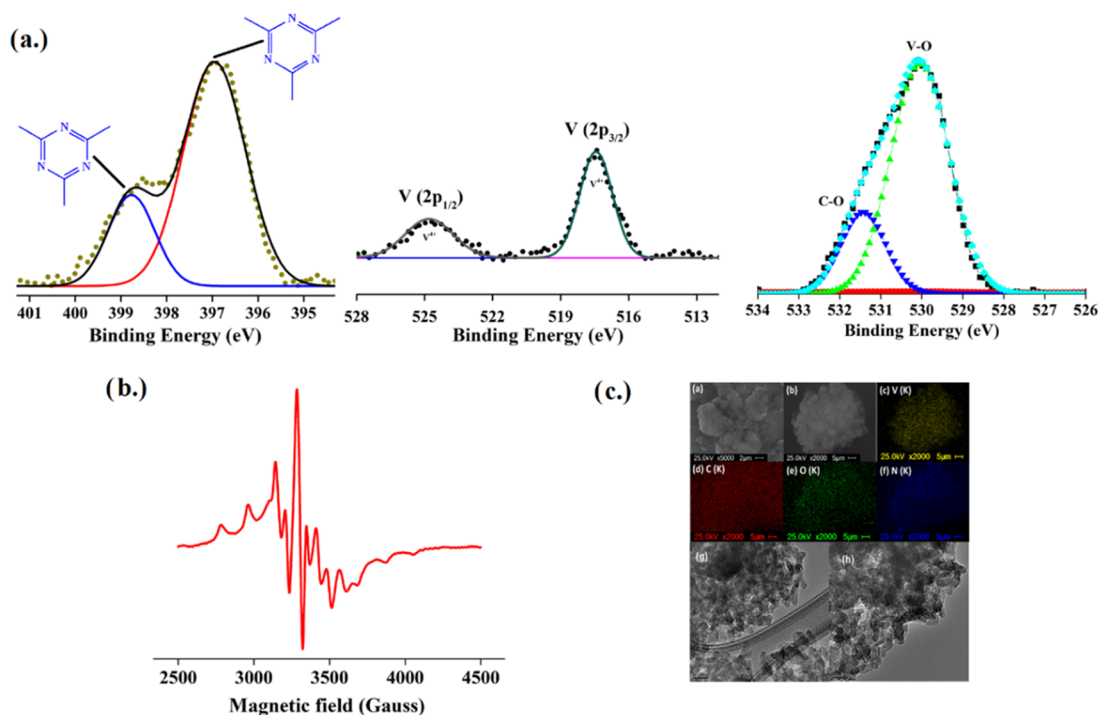 (a.)
N
N
N
N
N
N
V (2p1/2)
V4+
V (2p3/2)
V4+
V-O
C-O
401 400 399 398 397 396 395
Binding Energy (eV)
528 525 522 519 516 513
Binding Energy (eV)
534 533 532 531 530 529 528 527 526
Binding Energy (eV)
(b.)
2500 3000 3500 4000 4500
Magnetic field (Gauss)
(c.)
(a) (b) (c) V (K)
25.0kV x5000 2μm 25.0kV x2000 5μm 25.0kV x2000 5μm
(d) C (K) (e) O (K) (f) N (K)
25.0kV x2000 5μm 25.0kV x2000 5μm 25.0kV x2000 5μm
(g) (h)